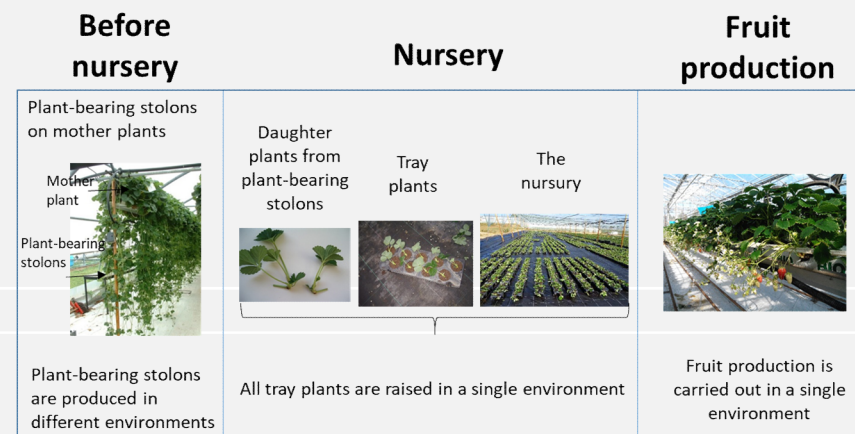 Before
nursery
Nursery
Fruit
production
Plant-bearing stolons
on mother plants
Mother
plant
Plant-bearing
stolons
Plant-bearing stolons
are produced in
different environments
Daughter
plants from
plant-bearing
stolons
Tray
plants
The
nursury
All tray plants are raised in a single environment
Fruit production is
carried out in a single
environment